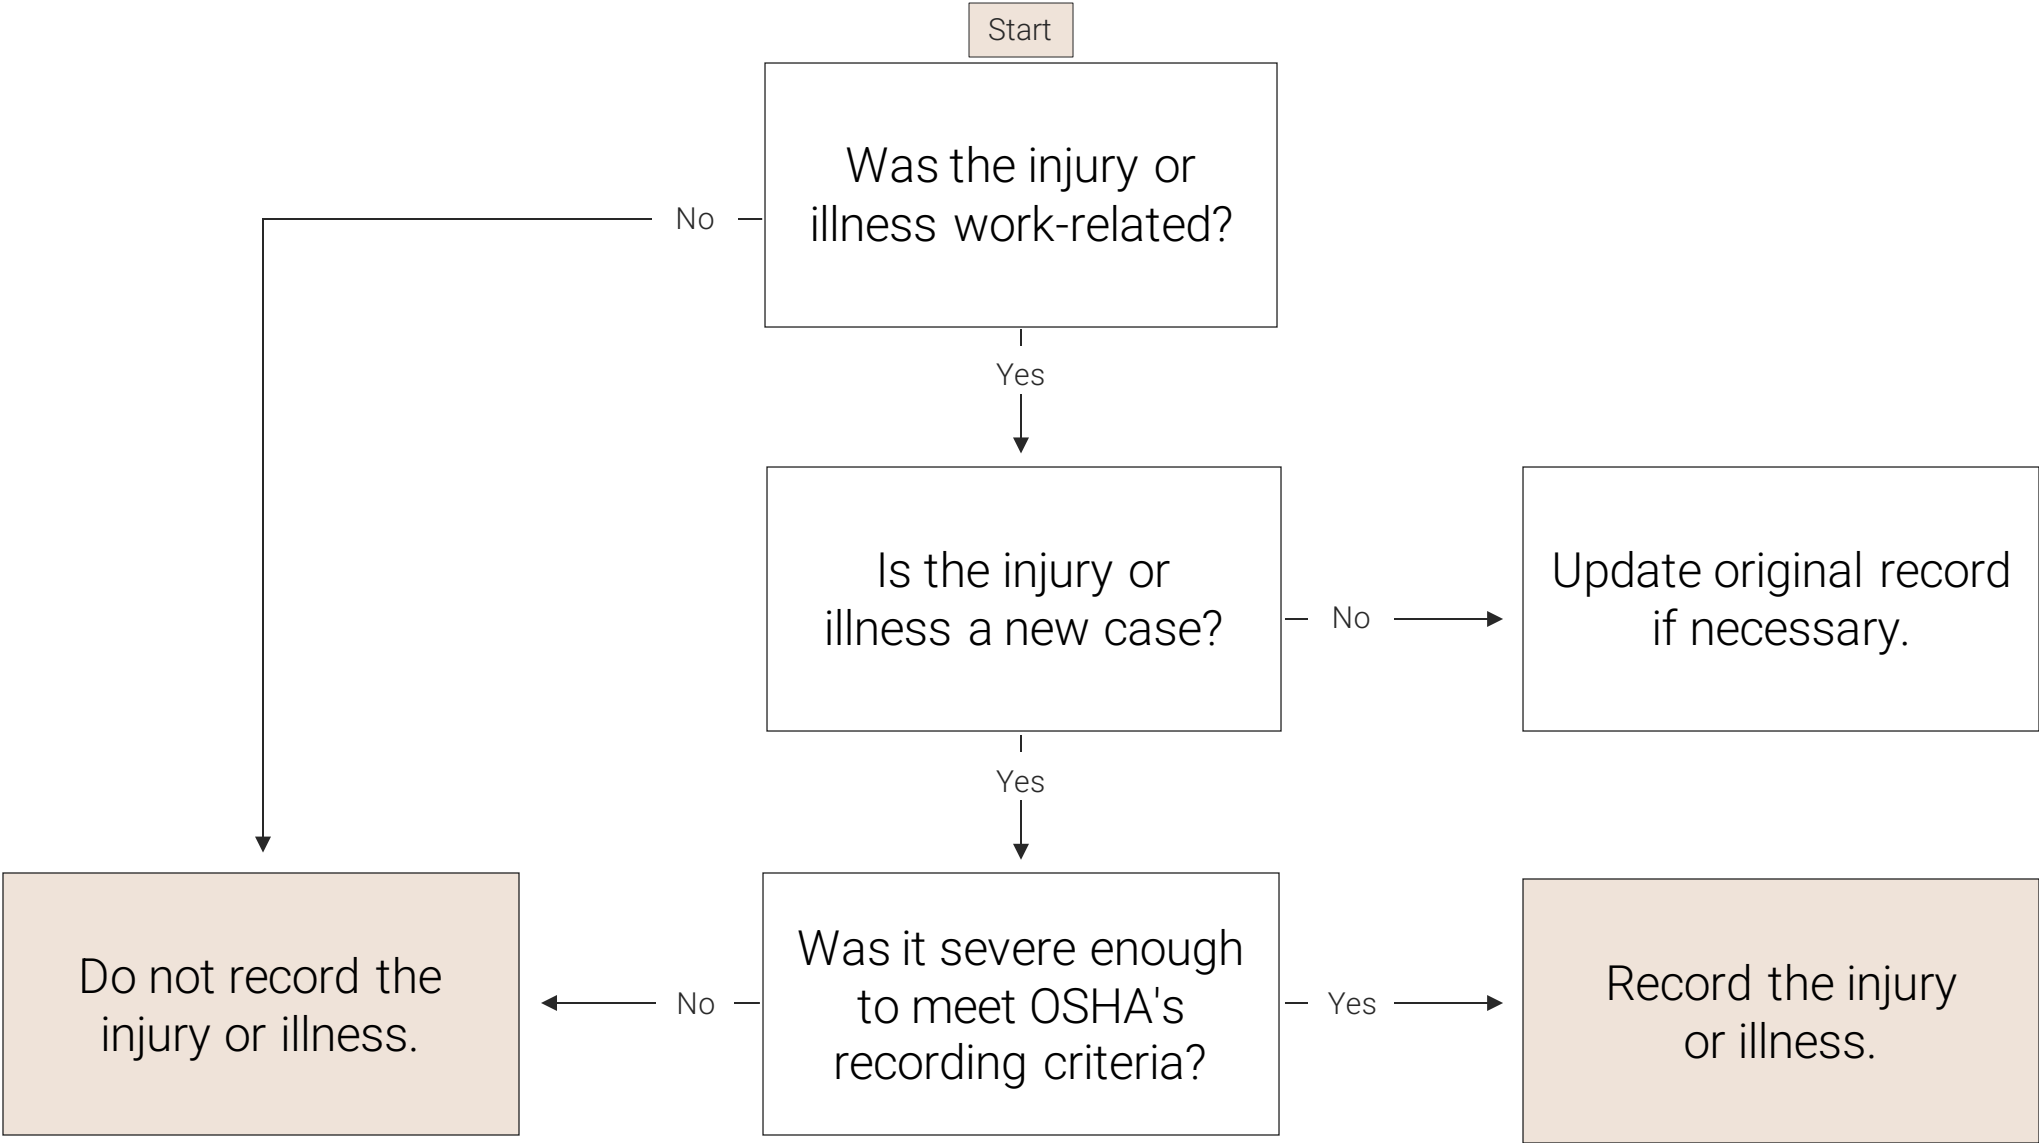 Start
Was the injury or
illness work-related?
No
Yes
Is the injury or
illness a new case?
No
Update original record
if necessary.
Yes
Do not record the
injury or illness.
No
Was it severe enough
to meet OSHA's
recording criteria?
Yes
Record the injury
or illness.